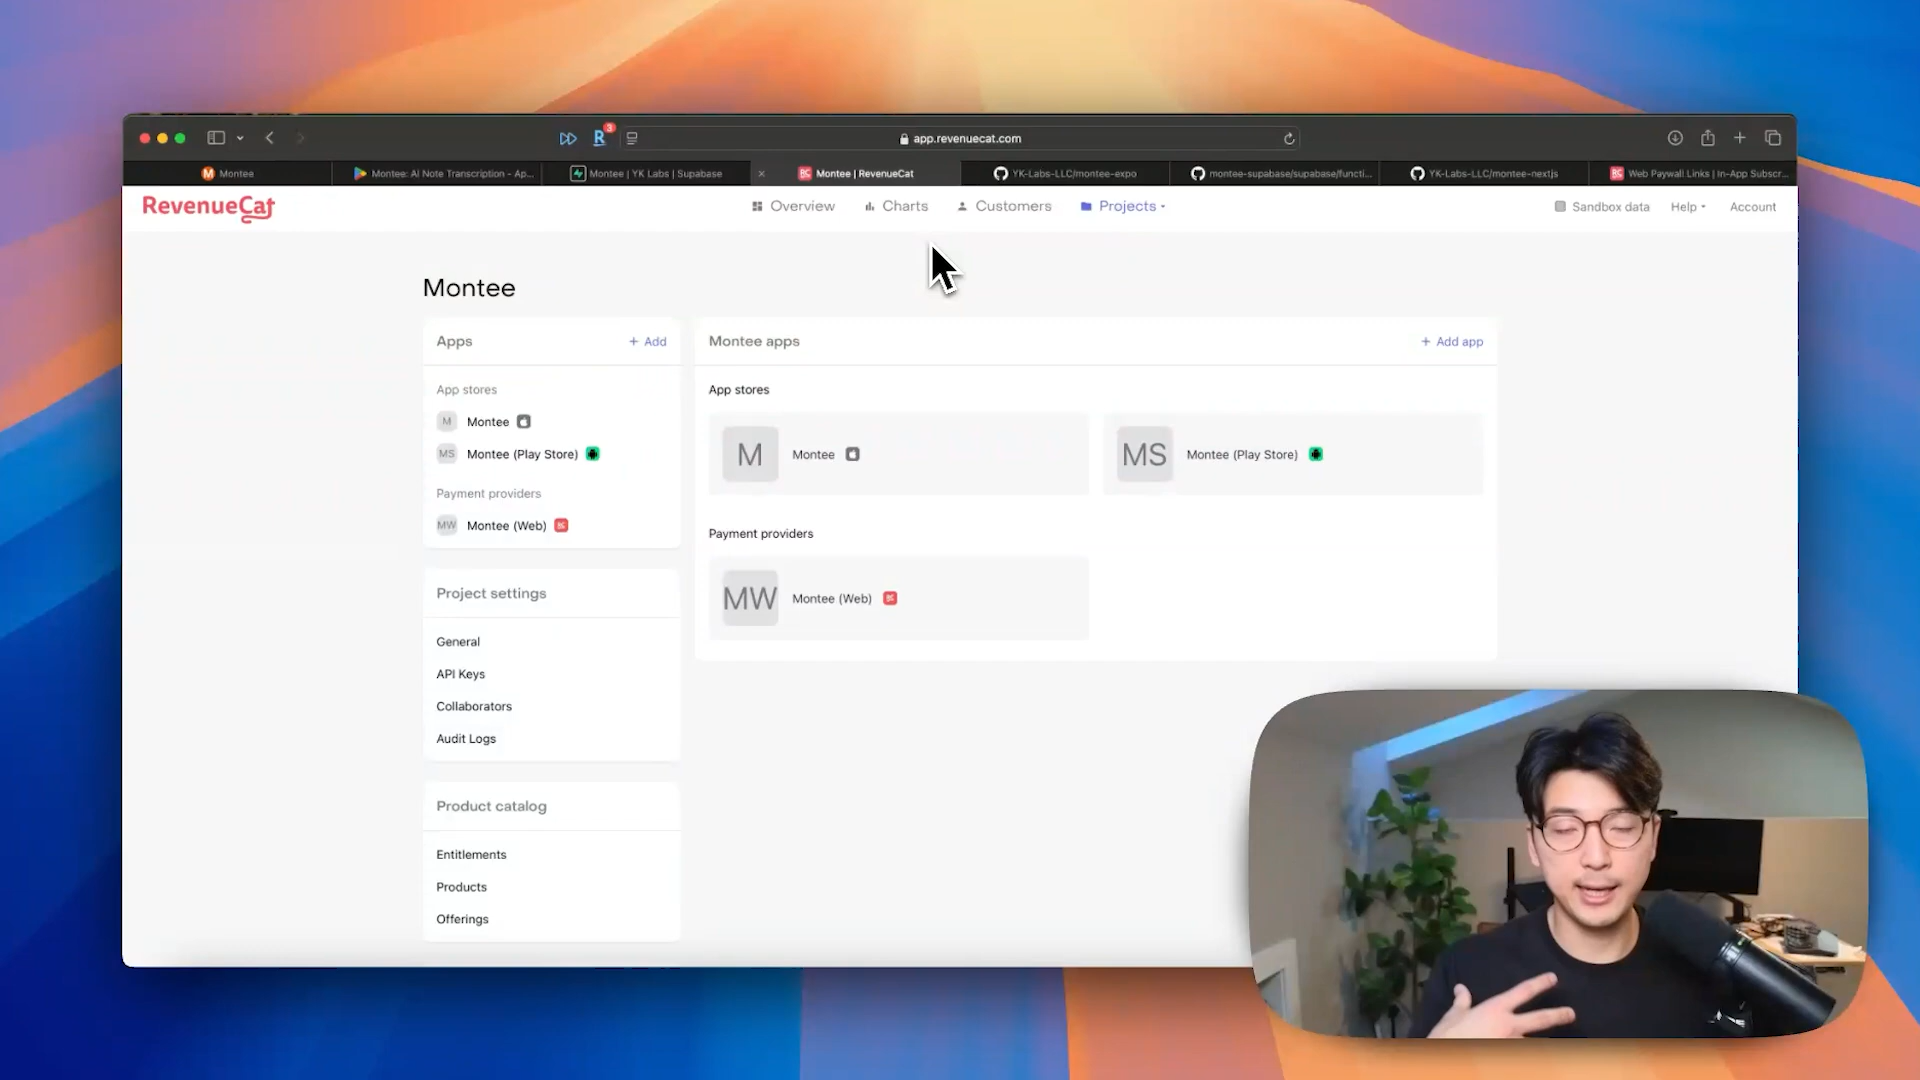 R 3
app.revenuecat.com
Montee
Montee: AI Note Transcription - Ap...
Montee | YK Labs | Supabase
Montee | RevenueCat
YK-Labs-LLC/montee-expo
montee-supabase/supabase/functi...
YK-Labs-LLC/montee-nextjs
Web Paywall Links | In-App Subscr...
RevenueCat
Overview
Charts
Customers
Projects
Sandbox data
Help
Account
Montee
Apps
+ Add
App stores
M Montee
MS Montee (Play Store)
Payment providers
MW Montee (Web)
Project settings
General
API Keys
Collaborators
Audit Logs
Product catalog
Entitlements
Products
Offerings
Montee apps
+ Add app
App stores
M Montee
MS Montee (Play Store)
Payment providers
MW Montee (Web)